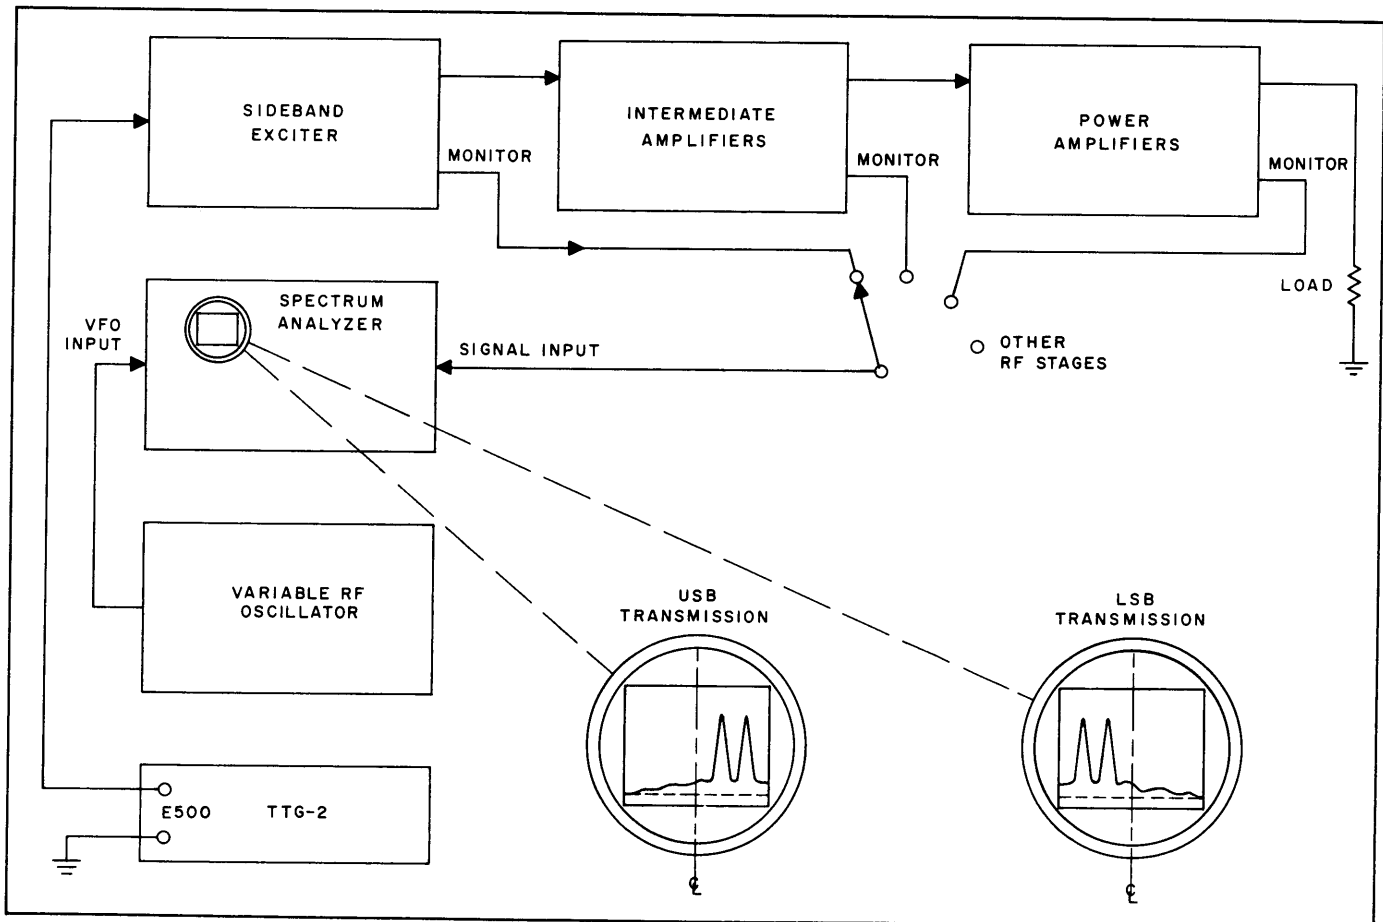 SIDEBAND
EXCITER
INTERMEDIATE
AMPLIFIERS
POWER
AMPLIFIERS
MONITOR
MONITOR
MONITOR
LOAD
SPECTRUM
ANALYZER
VFO
INPUT
SIGNAL INPUT
OTHER
RF STAGES
VARIABLE RF
OSCILLATOR
USB
TRANSMISSION
LSB
TRANSMISSION
E500
TTG-2
℄
℄